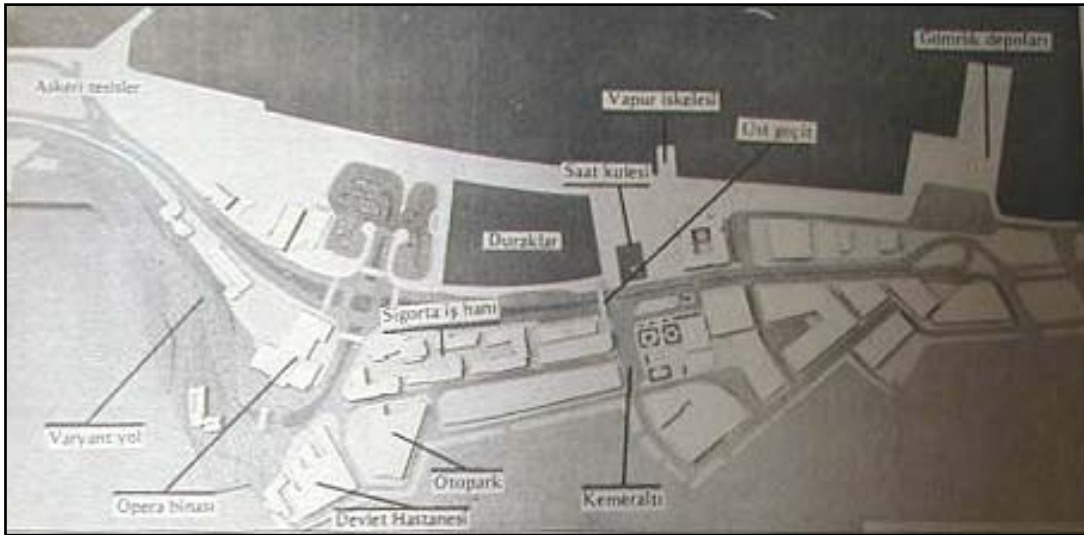 Gümrük depoları
Askeri tesisler
Vapur iskelesi
Üst geçit
Saat kulesi
Duraklar
Sigorta iş hanı
Varyant yol
Otopark
Kemeraltı
Opera binası
Devlet Hastanesi